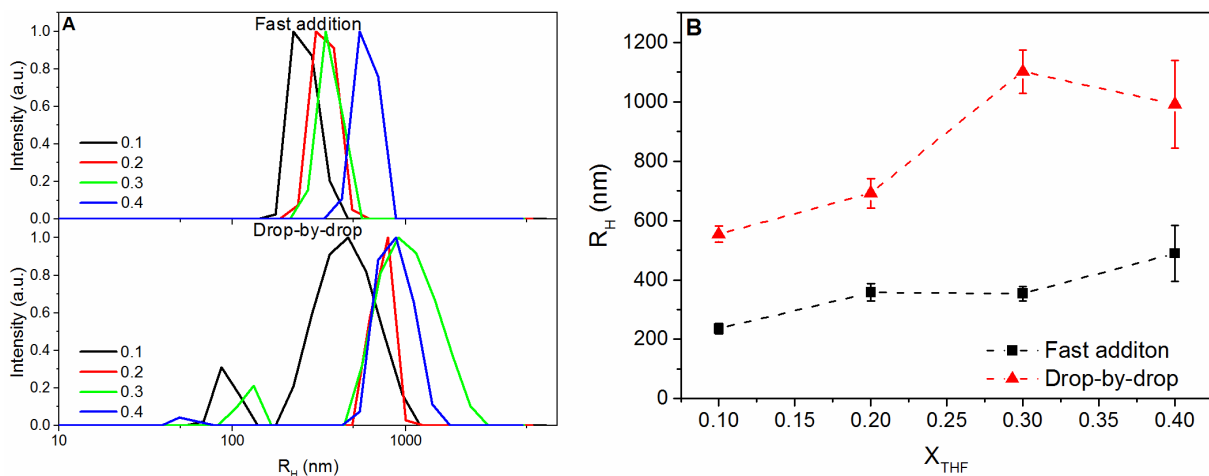 A
Fast addition
Intensity (a.u.)
1.0
0.8
0.6
0.4
0.2
0.0
0.1
0.2
0.3
0.4
Drop-by-drop
Intensity (a.u.)
1.0
0.8
0.6
0.4
0.2
0.0
0.1
0.2
0.3
0.4
10 100 1000
R_H (nm)
B
R_H (nm)
1200
1000
800
600
400
200
0
Fast additon
Drop-by-drop
0.10 0.15 0.20 0.25 0.30 0.35 0.40
X_THF